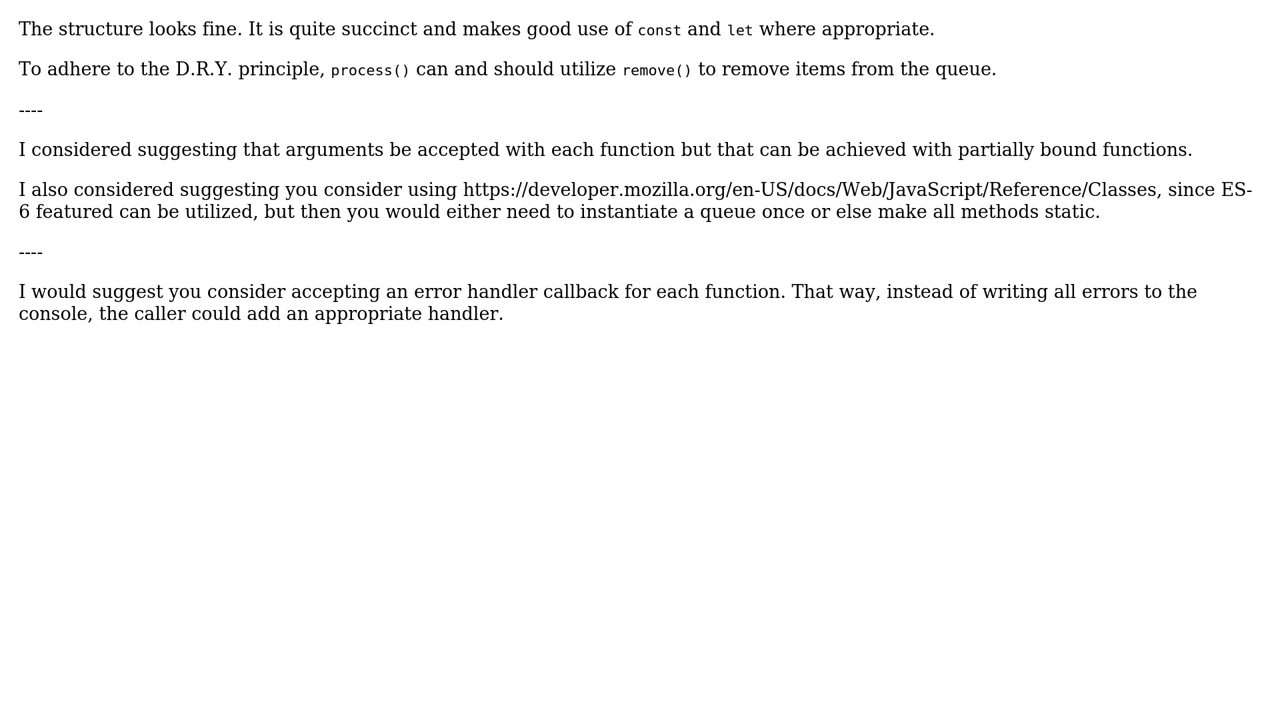 The structure looks fine. It is quite succinct and makes good use of const and let where appropriate.
To adhere to the D.R.Y. principle, process() can and should utilize remove() to remove items from the queue.
----
I considered suggesting that arguments be accepted with each function but that can be achieved with partially bound functions.
I also considered suggesting you consider using https://developer.mozilla.org/en-US/docs/Web/JavaScript/Reference/Classes, since ES-
6 featured can be utilized, but then you would either need to instantiate a queue once or else make all methods static.
----
I would suggest you consider accepting an error handler callback for each function. That way, instead of writing all errors to the
console, the caller could add an appropriate handler.